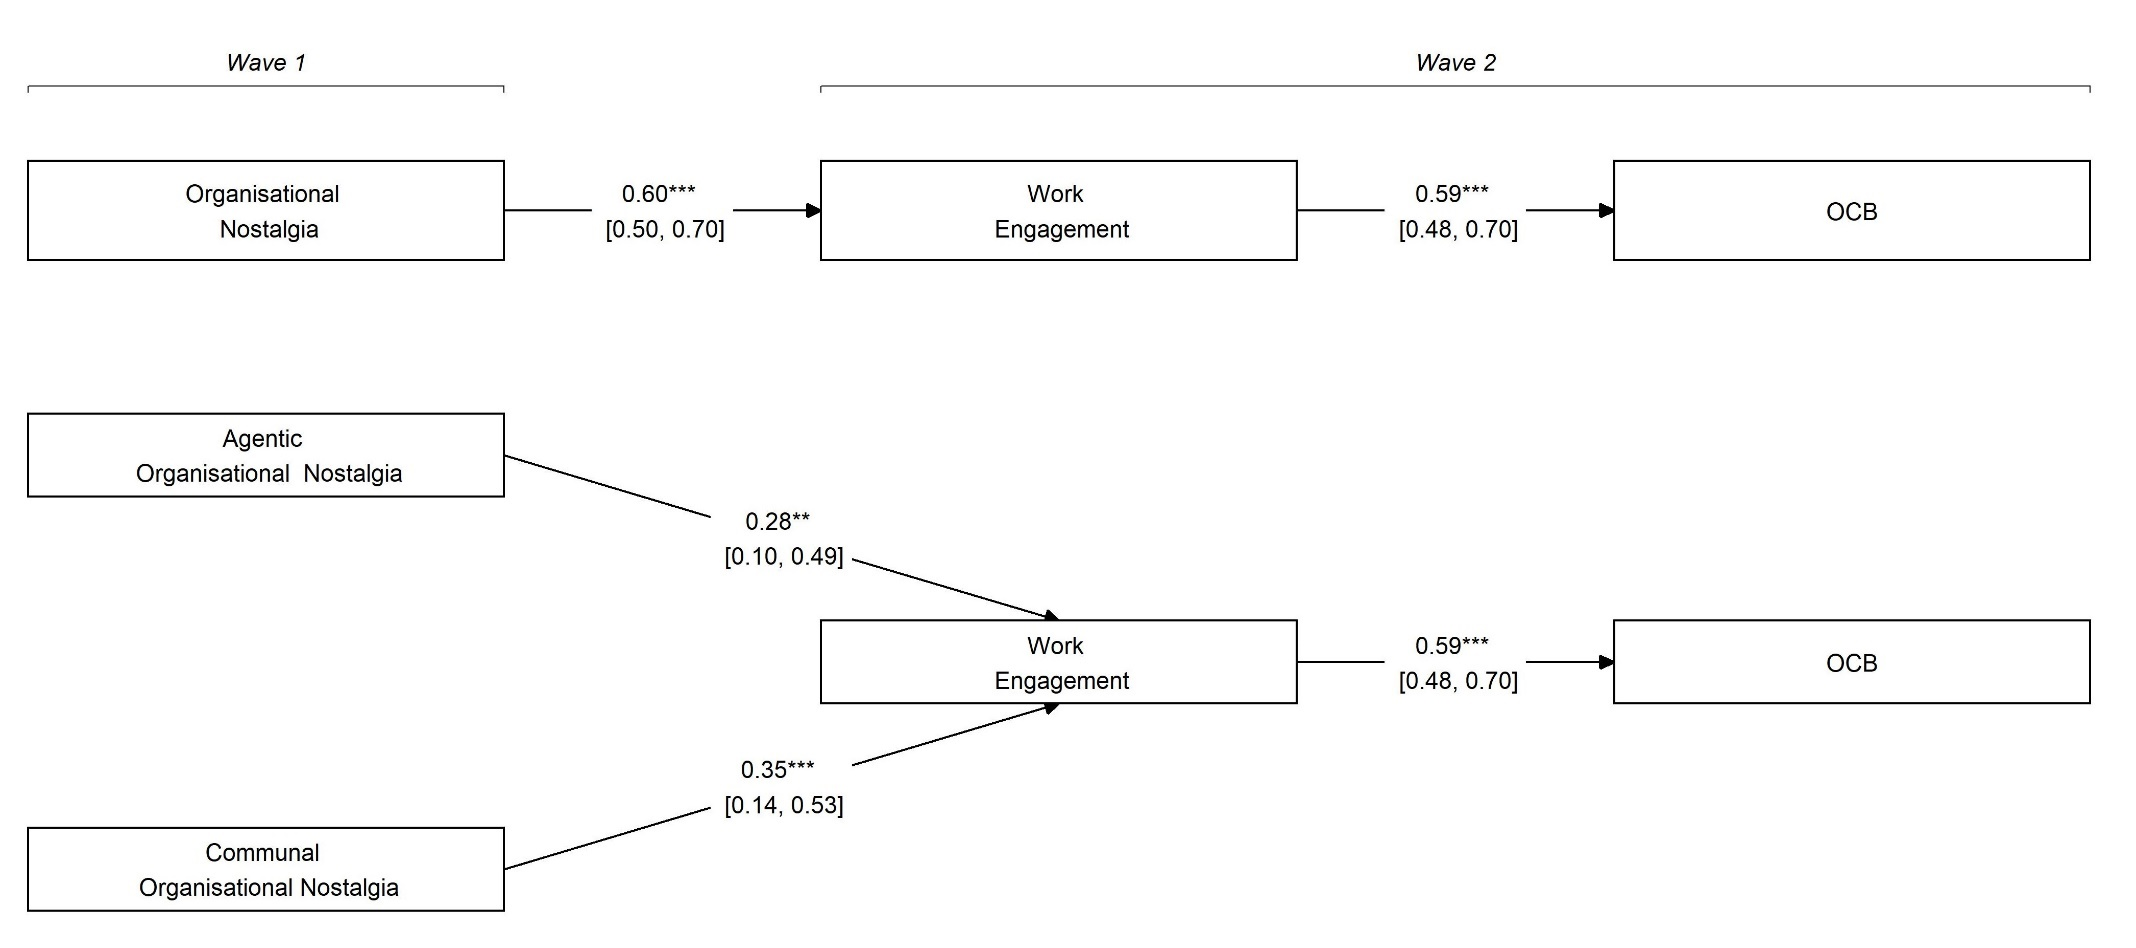 Wave 1
Wave 2
Organisational
Nostalgia
0.60***
[0.50, 0.70]
Work
Engagement
0.59***
[0.48, 0.70]
OCB
Agentic
Organisational  Nostalgia
0.28**
[0.10, 0.49]
Work
Engagement
0.59***
[0.48, 0.70]
OCB
0.35***
[0.14, 0.53]
Communal
Organisational Nostalgia